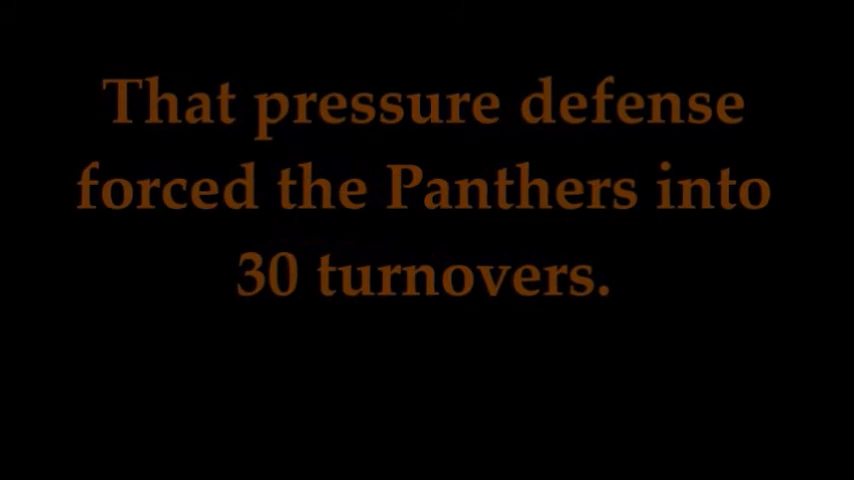 That pressure defense
forced the Panthers into
30 turnovers.